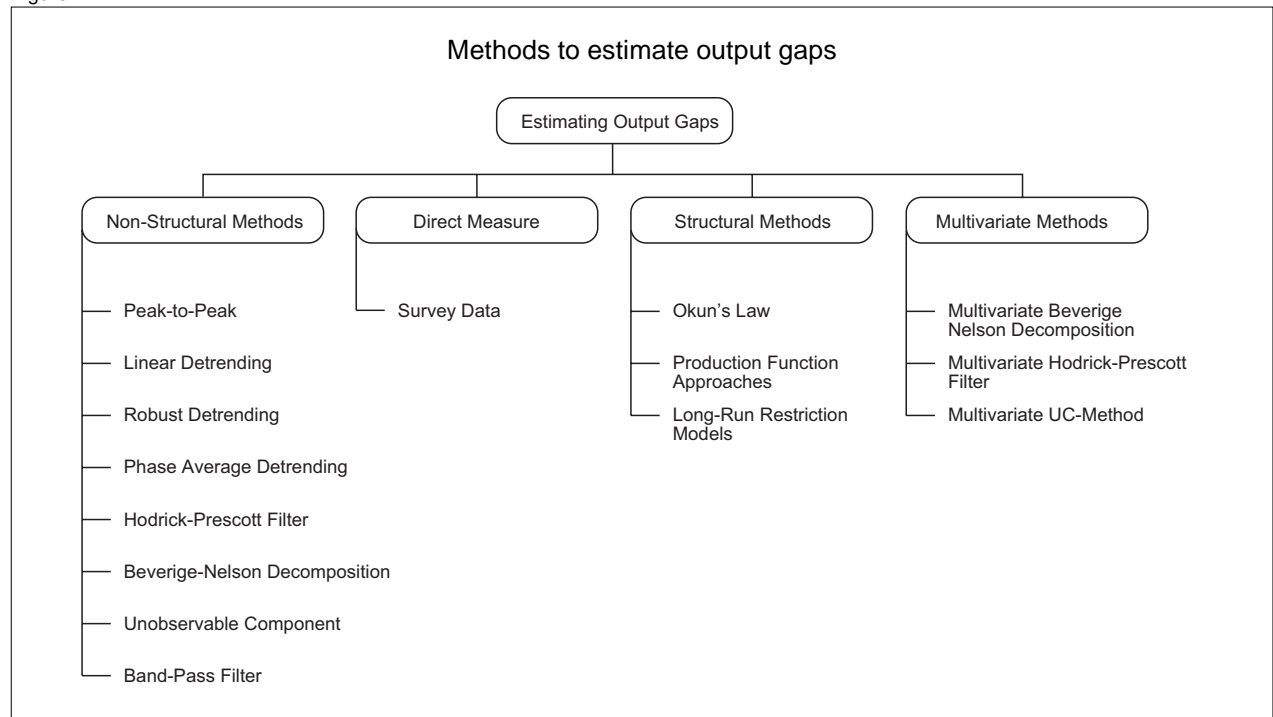 Methods to estimate output gaps
Estimating Output Gaps
Non-Structural Methods
Direct Measure
Structural Methods
Multivariate Methods
Peak-to-Peak
Linear Detrending
Robust Detrending
Phase Average Detrending
Hodrick-Prescott Filter
Beverige-Nelson Decomposition
Unobservable Component
Band-Pass Filter
Survey Data
Okun's Law
Production Function
Approaches
Long-Run Restriction
Models
Multivariate Beverige
Nelson Decomposition
Multivariate Hodrick-Prescott
Filter
Multivariate UC-Method